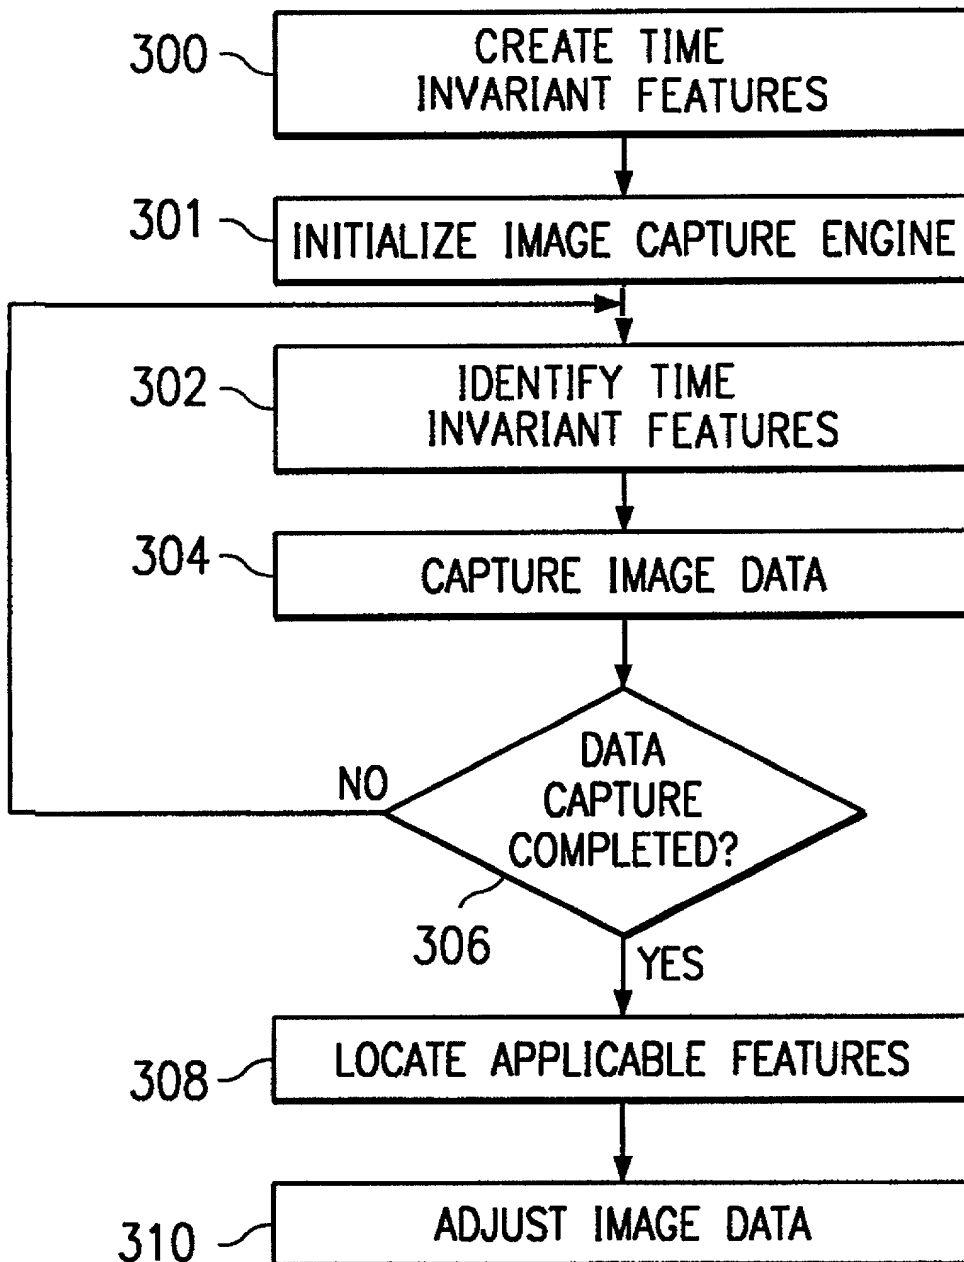 300
CREATE TIME
INVARIANT FEATURES
301
INITIALIZE IMAGE CAPTURE ENGINE
302
IDENTIFY TIME
INVARIANT FEATURES
304
CAPTURE IMAGE DATA
NO
DATA
CAPTURE
COMPLETED?
306
YES
308
LOCATE APPLICABLE FEATURES
310
ADJUST IMAGE DATA